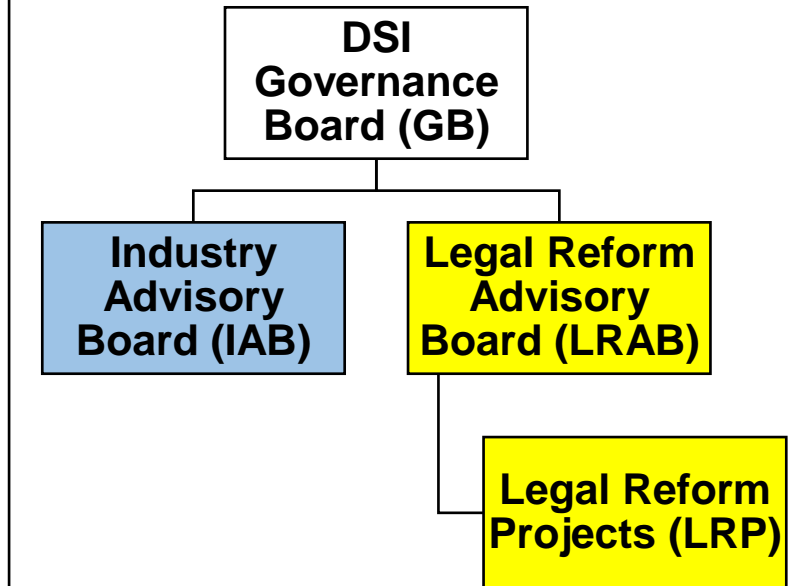 DSI
Governance
Board (GB)
Industry
Advisory
Board (IAB)
Legal Reform
Advisory
Board (LRAB)
Legal Reform
Projects (LRP)